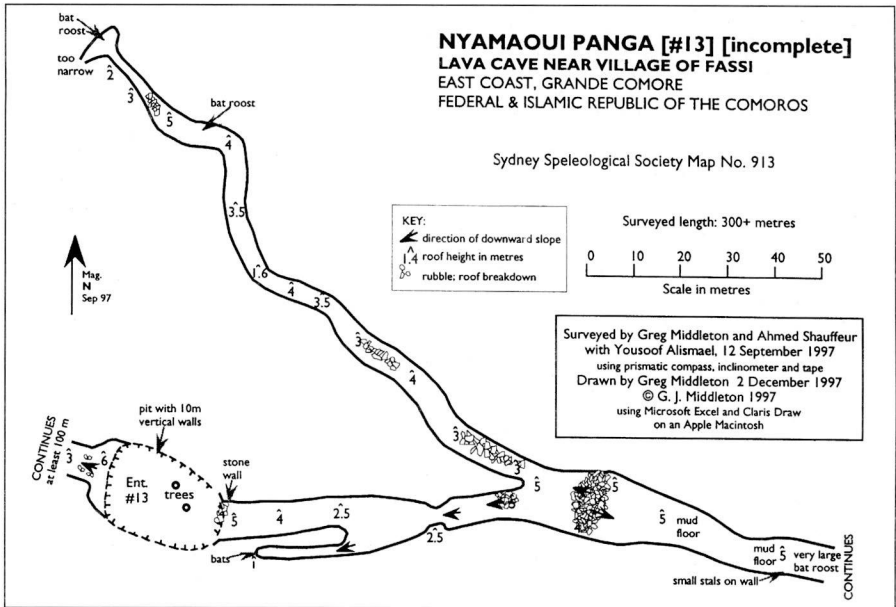 NYAMAOUI PANGA [#13] [incomplete]
LAVA CAVE NEAR VILLAGE OF FASSI
EAST COAST, GRANDE COMORE
FEDERAL & ISLAMIC REPUBLIC OF THE COMOROS
Sydney Speleological Society Map No. 913
bat
roost
too
narrow
2
3
5
bat roost
4
3.5
1.6
4
3.5
3
4
3
3
KEY:
direction of downward slope
1.4 roof height in metres
rubble; roof breakdown
Surveyed length: 300+ metres
0 10 20 30 40 50
Scale in metres
Mag.
N
Sep 97
Surveyed by Greg Middleton and Ahmed Shauffeur
with Yousoof Alismael, 12 September 1997
using prismatic compass, inclinometer and tape
Drawn by Greg Middleton 2 December 1997
© G. J. Middleton 1997
using Microsoft Excel and Claris Draw
on an Apple Macintosh
pit with 10m
vertical walls
CONTINUES
at least 100 m
3
6
Ent.
#13
trees
stone
wall
5
4
2.5
bats
1
2.5
5
4
5
5
mud
floor
mud
floor
5
very large
bat roost
small stals on wall
CONTINUES